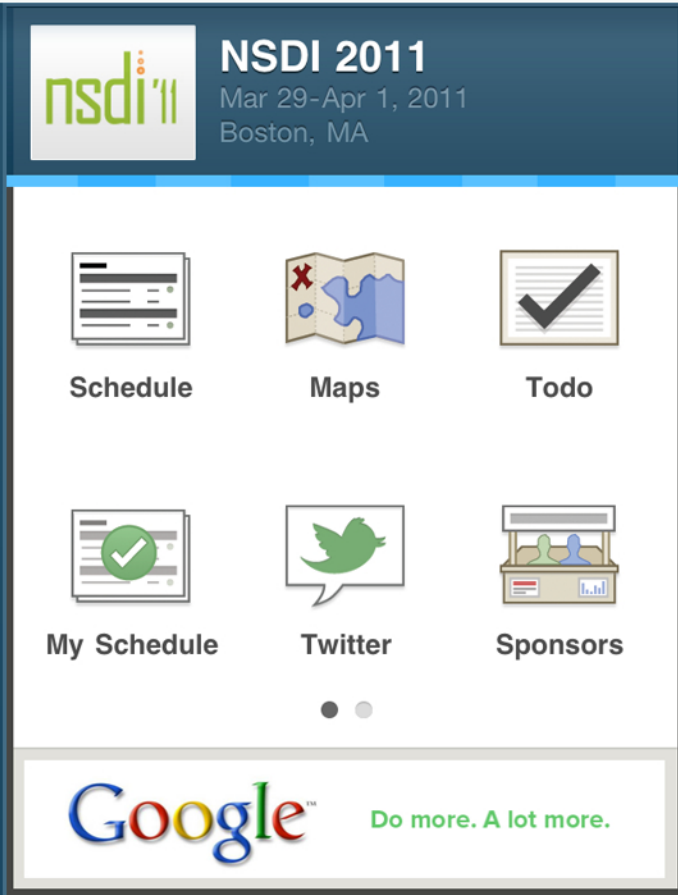 nsdi'11
NSDI 2011
Mar 29-Apr 1, 2011
Boston, MA
Schedule
Maps
Todo
My Schedule
Twitter
Sponsors
Google™
Do more. A lot more.